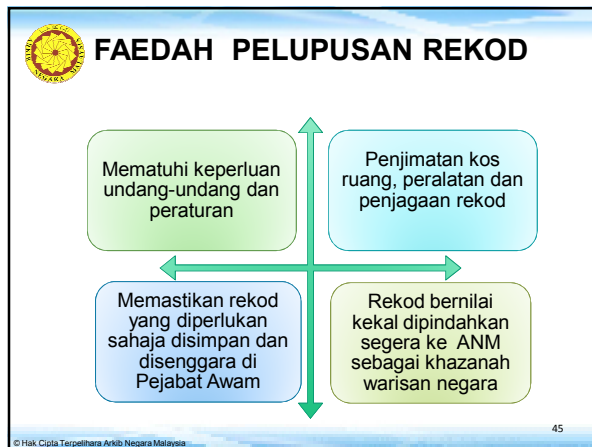 FAEDAH PELUPUSAN REKOD
Mematuhi keperluan
undang-undang dan
peraturan
Penjimatan kos
ruang, peralatan dan
penjagaan rekod
Memastikan rekod
yang diperlukan
sahaja disimpan dan
disenggara di
Pejabat Awam
Rekod bernilai
kekal dipindahkan
segera ke ANM
sebagai khazanah
warisan negara
45
© Hak Cipta Terpelihara Arkib Negara Malaysia